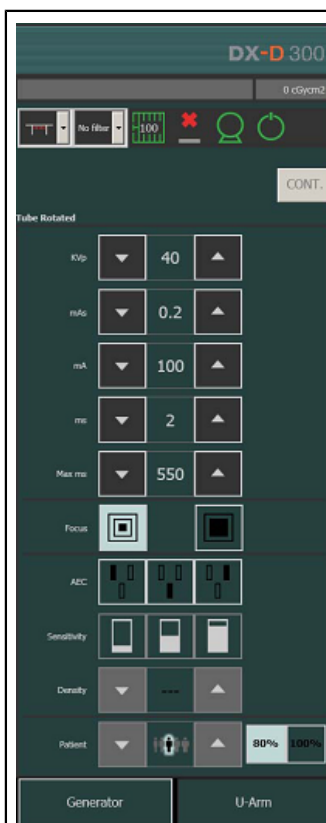 DX-D 300
0 cGycm2
No filter
100
CONT.
Tube Rotated
KVp 40
mAs 0.2
mA 100
ms 2
Max ms 550
Focus
AEC
Sensitivity
Density ---
Patient 80% 100%
Generator U-Arm